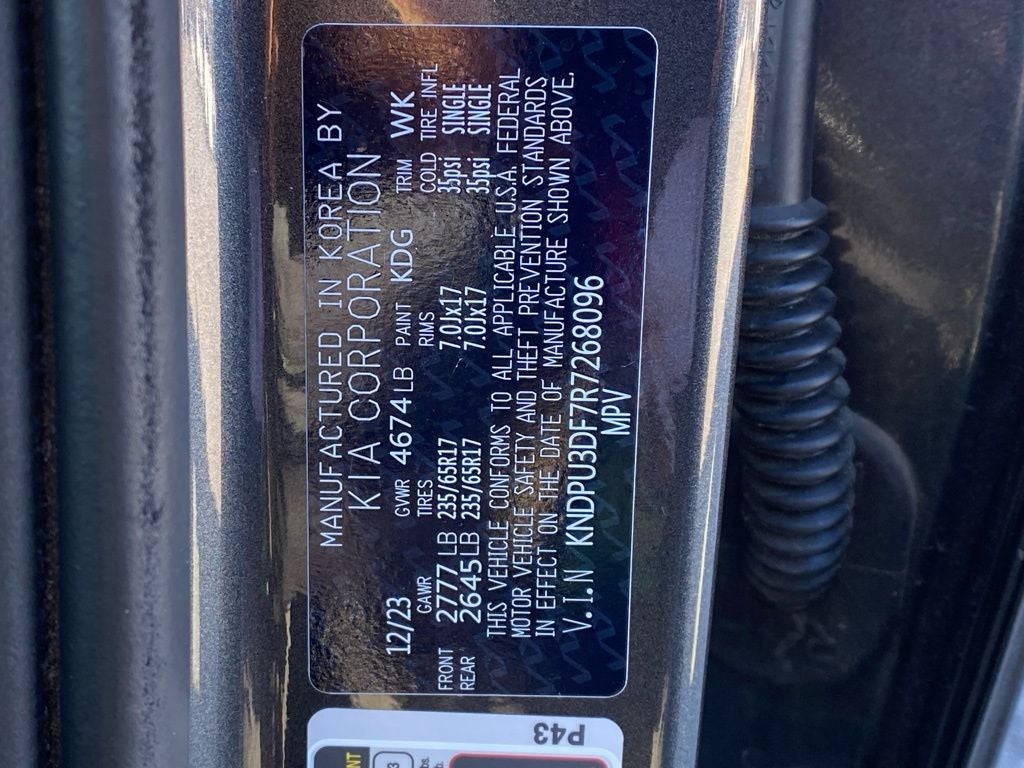 MANUFACTURED IN KOREA BY
KIA CORPORATION
12/23 GVWR 4674LB PAINT KDG TRIM WK
GAWR TIRES RIMS COLD TIRE INFL
FRONT 2777 LB 235/65R17 7.01x17 35psi SINGLE
REAR 2645LB 235/65R17 7.01x17 35psi SINGLE
THIS VEHICLE CONFORMS TO ALL APPLICABLE U.S.A. FEDERAL
MOTOR VEHICLE SAFETY AND THEFT PREVENTION STANDARDS
IN EFFECT ON THE DATE OF MANUFACTURE SHOWN ABOVE.
V.I.N KNDPU3DF7R7268096
MPV
P43